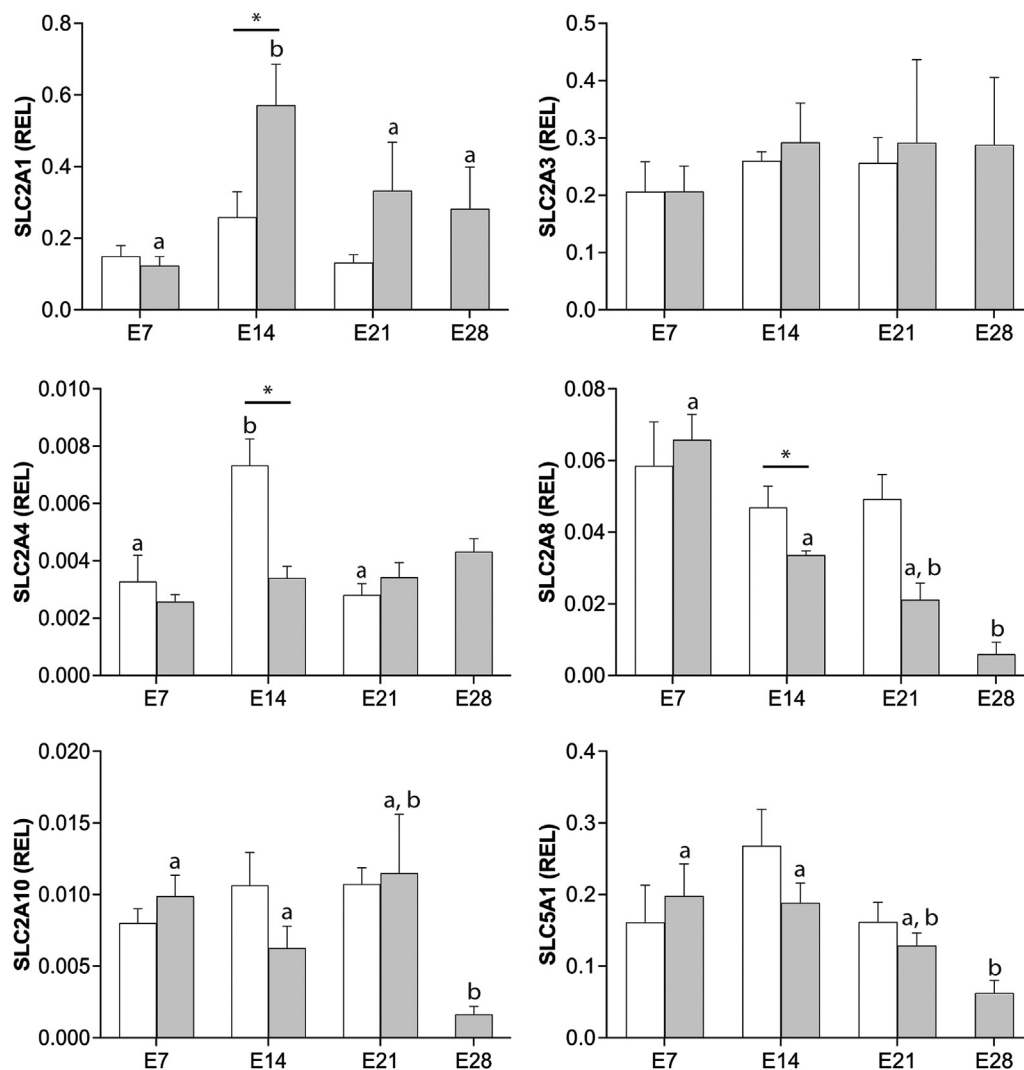 SLC2A1 (REL)
0.8
0.6
0.4
0.2
0.0
*
a
b
a
a
E7 E14 E21 E28
SLC2A3 (REL)
0.5
0.4
0.3
0.2
0.1
0.0
E7 E14 E21 E28
SLC2A4 (REL)
0.010
0.008
0.006
0.004
0.002
0.000
*
a
b
a
E7 E14 E21 E28
SLC2A8 (REL)
0.08
0.06
0.04
0.02
0.00
*
a
a
a, b
b
E7 E14 E21 E28
SLC2A10 (REL)
0.020
0.015
0.010
0.005
0.000
a
a
a, b
b
E7 E14 E21 E28
SLC5A1 (REL)
0.4
0.3
0.2
0.1
0.0
a
a
a, b
b
E7 E14 E21 E28